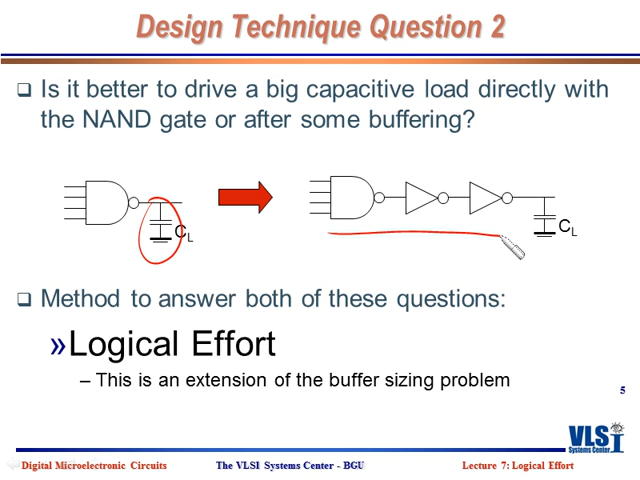 Design Technique Question 2
Is it better to drive a big capacitive load directly with
the NAND gate or after some buffering?
CL
CL
Method to answer both of these questions:
»Logical Effort
– This is an extension of the buffer sizing problem
5
VLSI
Systems Center
Digital Microelectronic Circuits
The VLSI Systems Center - BGU
Lecture 7: Logical Effort